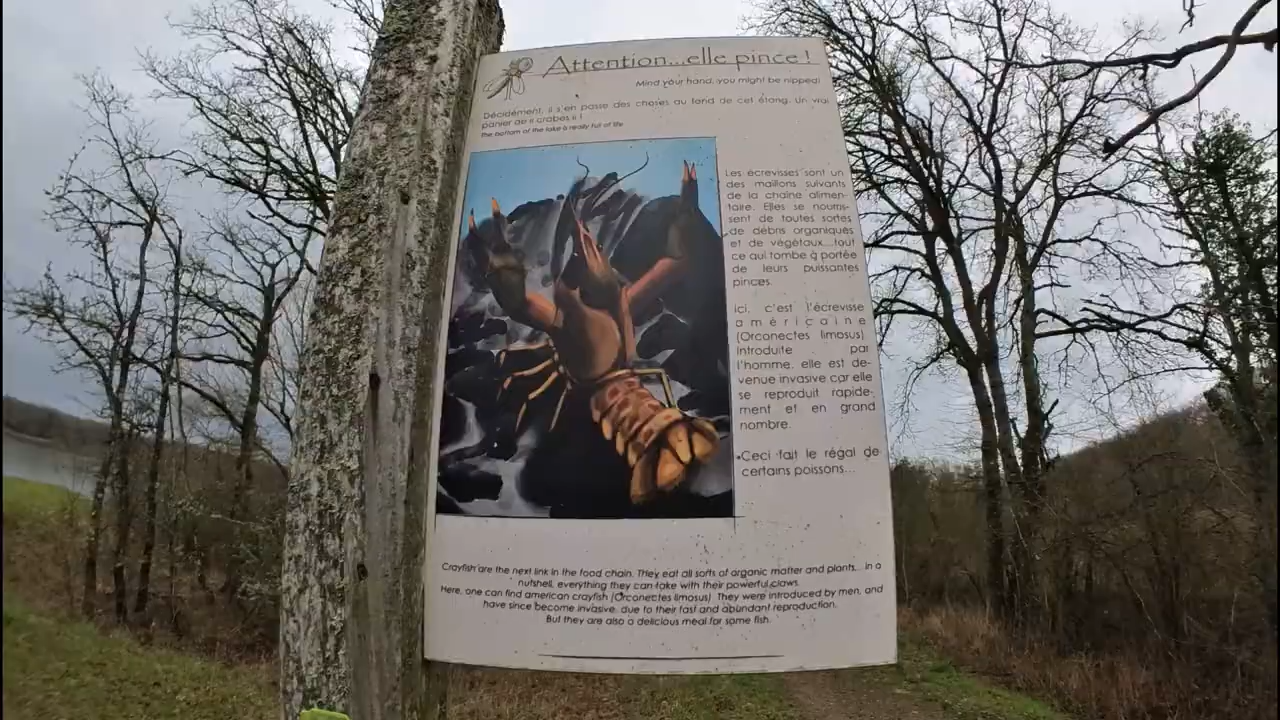 Attention...elle pince !
Mind your hand, you might be nipped!
Décidément, il s'en passe des choses au fond de cet étang, un vrai
panier de « crabes » !
the bottom of the lake is really full of life
Les écrevisses sont un
des maillons suivants
de la chaîne alimen-
taire. Elles se nourris-
sent de toutes sortes
de débris organiques
et de végétaux...tout
ce qui tombe à portée
de leurs puissantes
pinces.
Ici, c'est l'écrevisse
américaine
(Orconectes limosus)
Introduite par
l'homme, elle est de-
venue invasive car elle
se reproduit rapide-
ment et en grand
nombre.
Ceci fait le régal de
certains poissons...
Crayfish are the next link in the food chain. They eat all sorts of organic matter and plants... in a
nutshell, everything they can take with their powerful claws.
Here, one can find american crayfish (Orconectes limosus) They were introduced by men, and
have since become invasive, due to their fast and abundant reproduction.
But they are also a delicious meal for some fish.